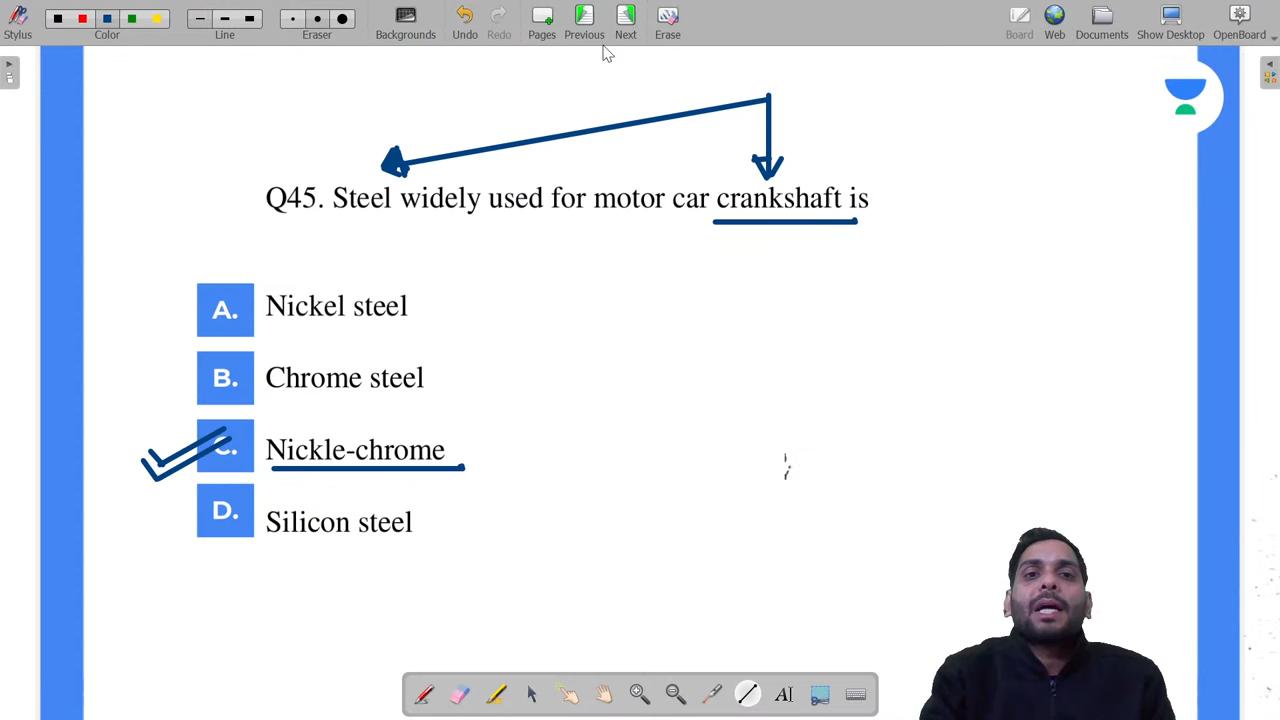 Stylus Color Line Eraser Backgrounds Undo Redo Pages Previous Next Erase Board Web Documents Show Desktop OpenBoard
Q45. Steel widely used for motor car crankshaft is
A. Nickel steel
B. Chrome steel
C. Nickle-chrome
D. Silicon steel
AI